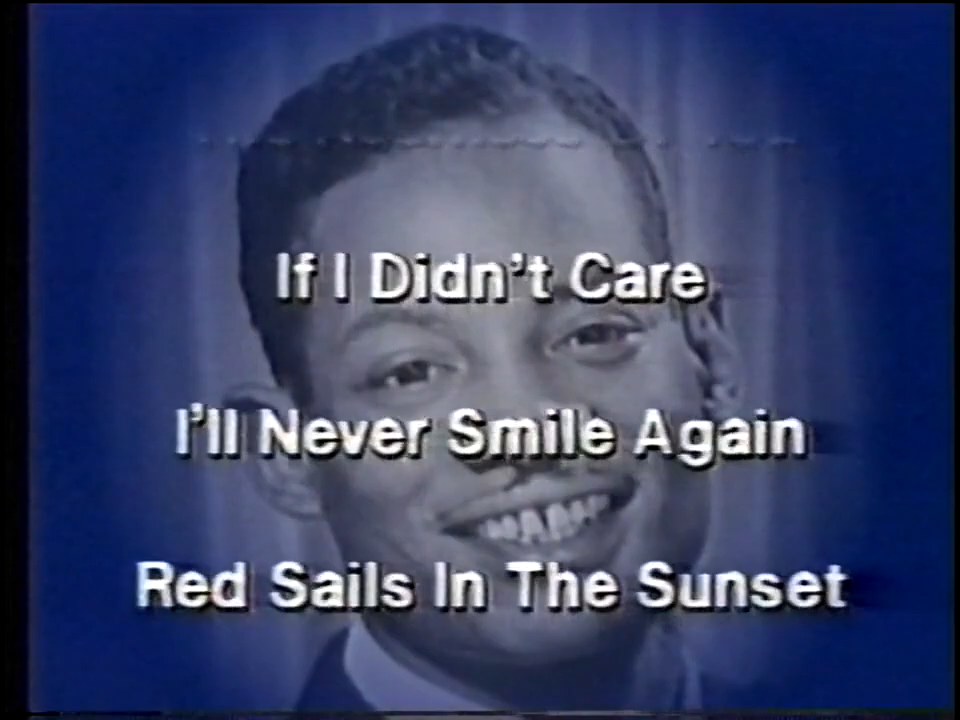 If I Didn't Care
I'll Never Smile Again
Red Sails In The Sunset